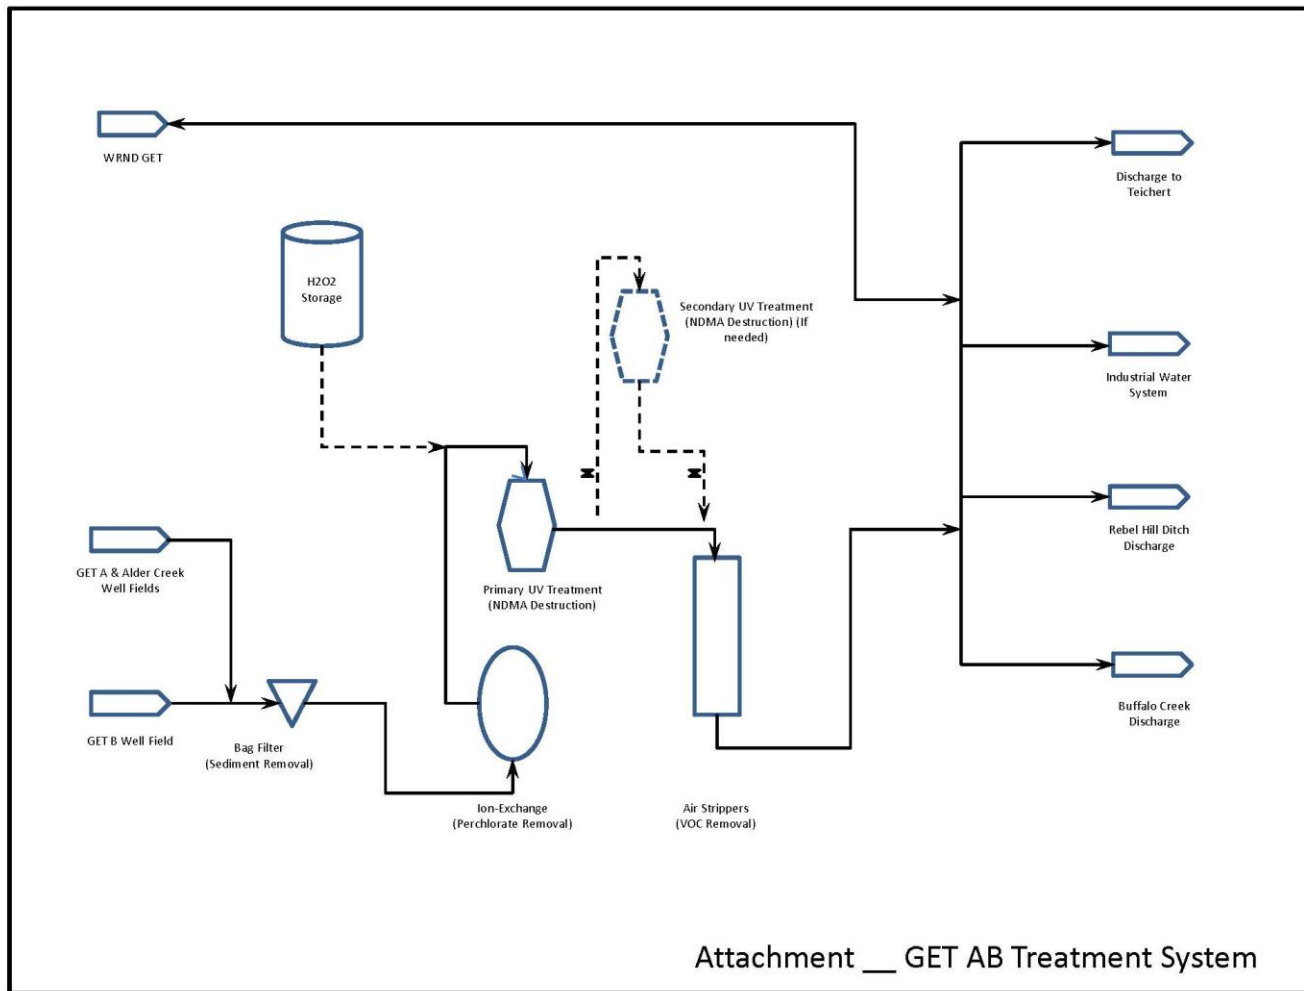 WRND GET
Discharge to
Teichert
H2O2
Storage
Secondary UV Treatment
(NDMA Destruction) (If
needed)
Industrial Water
System
Rebel Hill Ditch
Discharge
GET A & Alder Creek
Well Fields
Primary UV Treatment
(NDMA Destruction)
Buffalo Creek
Discharge
GET B Well Field
Bag Filter
(Sediment Removal)
Ion-Exchange
(Perchlorate Removal)
Air Strippers
(VOC Removal)
Attachment __ GET AB Treatment System